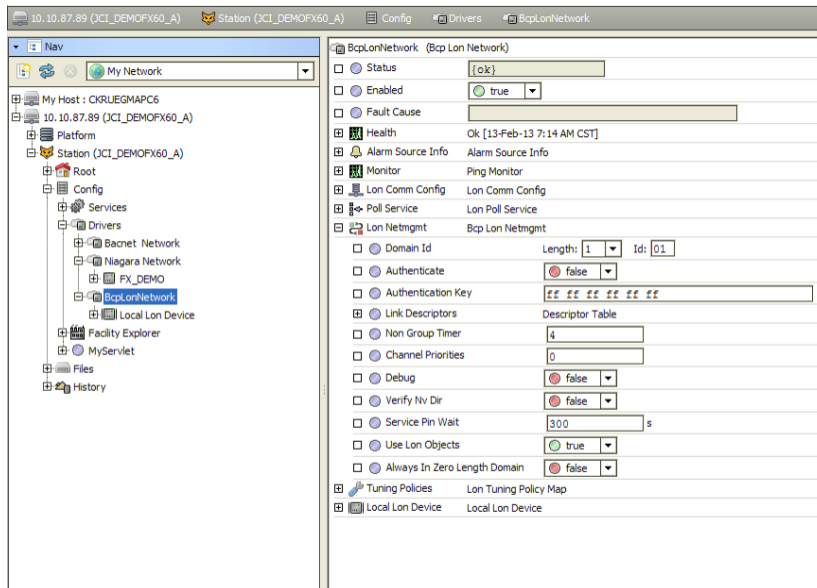 10.10.87.89 (JCI_DEMOFX60_A) Station (JCI_DEMOFX60_A) Config Drivers BcpLonNetwork
Nav
My Network
My Host : CKRUEGMAPC6
10.10.87.89 (JCI_DEMOFX60_A)
Platform
Station (JCI_DEMOFX60_A)
Root
Config
Services
Drivers
Bacnet Network
Niagara Network
FX_DEMO
BcpLonNetwork
Local Lon Device
Facility Explorer
MyServlet
Files
History
BcpLonNetwork (Bcp Lon Network)
Status {ok}
Enabled true
Fault Cause
Health Ok [13-Feb-13 7:14 AM CST]
Alarm Source Info Alarm Source Info
Monitor Ping Monitor
Lon Comm Config Lon Comm Config
Poll Service Lon Poll Service
Lon Netmgmt Bcp Lon Netmgmt
Domain Id Length: 1 Id: 01
Authenticate false
Authentication Key ff ff ff ff ff ff
Link Descriptors Descriptor Table
Non Group Timer 4
Channel Priorities 0
Debug false
Verify Nv Dir false
Service Pin Wait 300 s
Use Lon Objects true
Always In Zero Length Domain false
Tuning Policies Lon Tuning Policy Map
Local Lon Device Local Lon Device